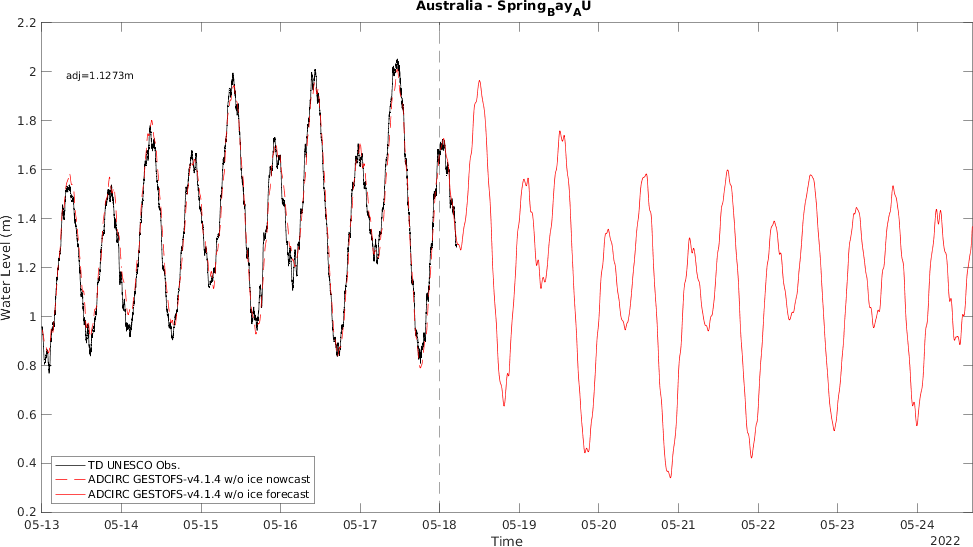 Australia - SpringBayAU
2.2
2
1.8
1.6
1.4
1.2
1
0.8
0.6
0.4
0.2
Water Level (m)
adj=1.1273m
TD UNESCO Obs.
ADCIRC GESTOFS-v4.1.4 w/o ice nowcast
ADCIRC GESTOFS-v4.1.4 w/o ice forecast
05-13 05-14 05-15 05-16 05-17 05-18 05-19 05-20 05-21 05-22 05-23 05-24
Time
2022